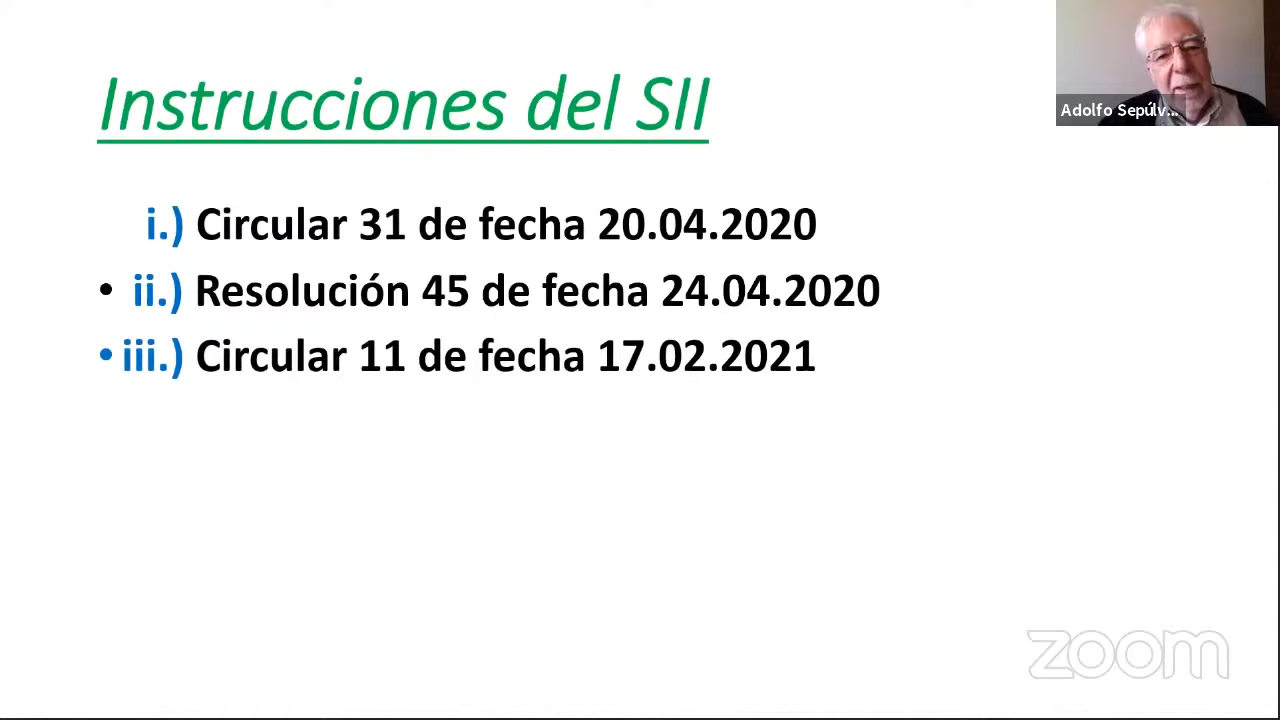 Instrucciones del SII
Adolfo Sepúlv...
i.) Circular 31 de fecha 20.04.2020
• ii.) Resolución 45 de fecha 24.04.2020
• iii.) Circular 11 de fecha 17.02.2021
zoom